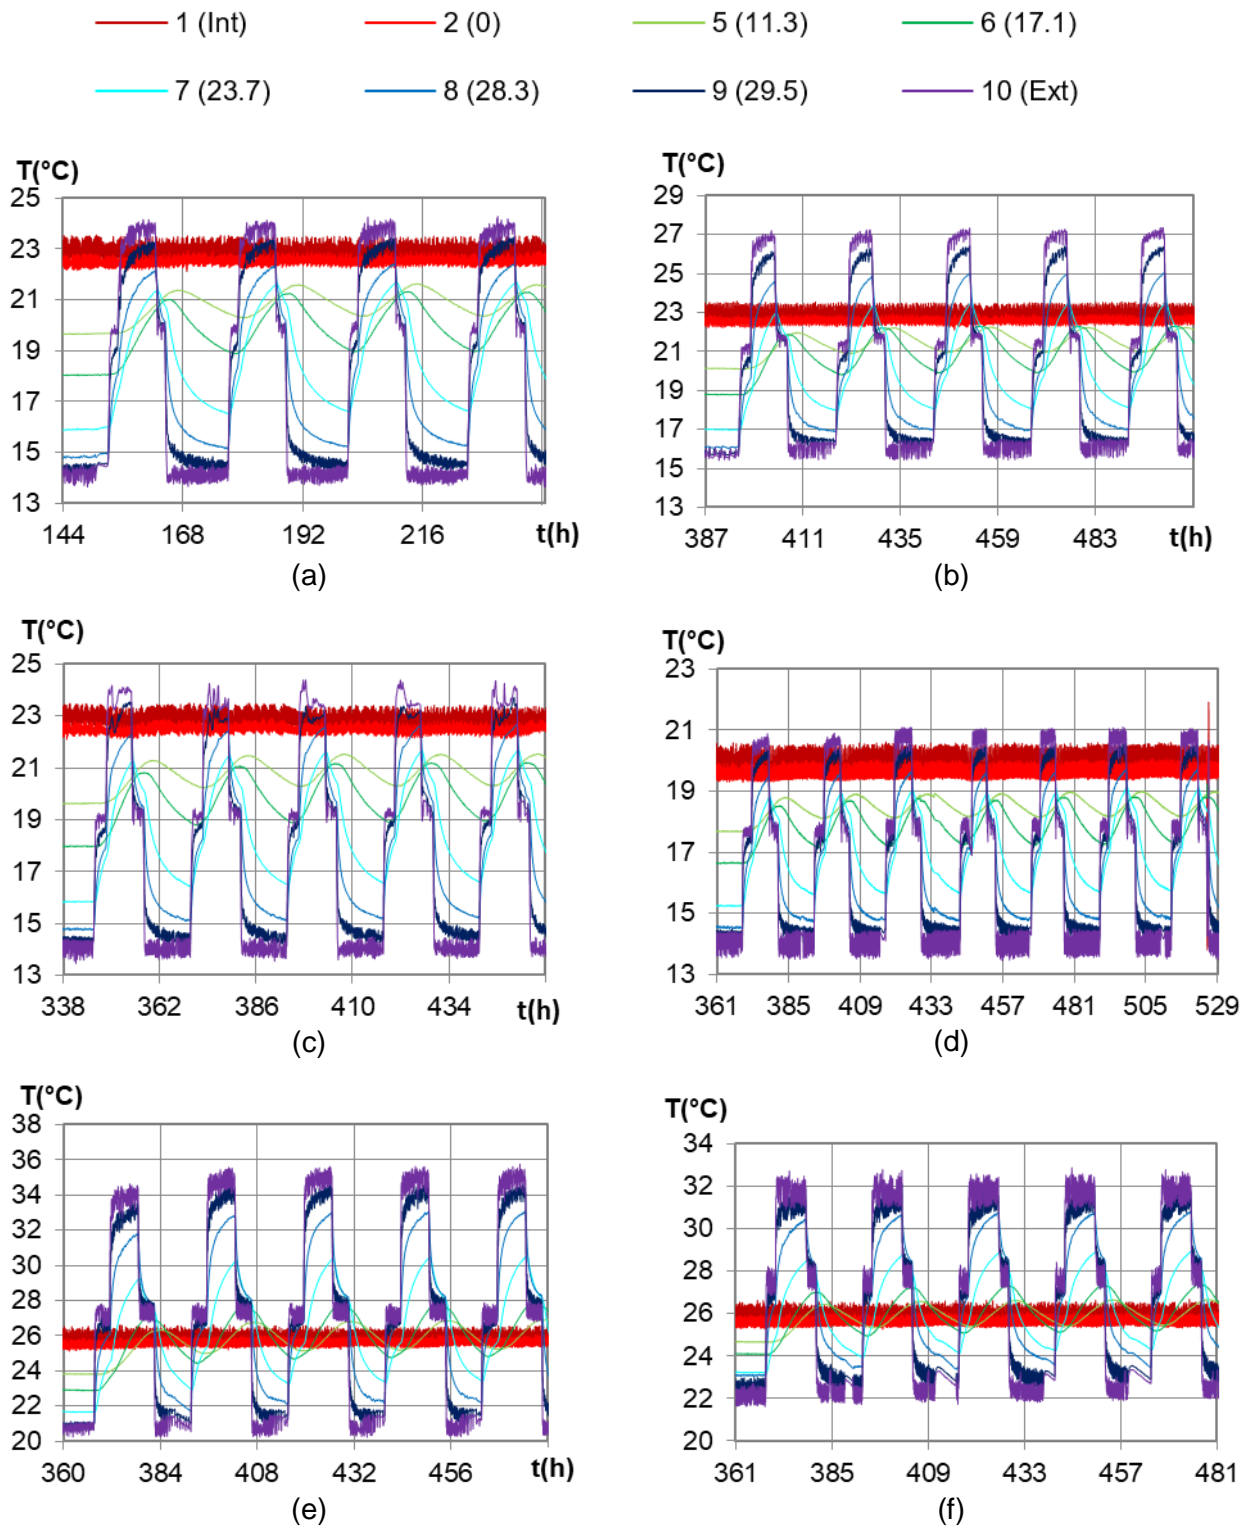 1 (Int) 2 (0) 5 (11.3) 6 (17.1)
7 (23.7) 8 (28.3) 9 (29.5) 10 (Ext)
T(°C)
25
23
21
19
17
15
13
144 168 192 216 t(h)
(a)
T(°C)
29
27
25
23
21
19
17
15
13
387 411 435 459 483 t(h)
(b)
T(°C)
25
23
21
19
17
15
13
338 362 386 410 434 t(h)
(c)
T(°C)
23
21
19
17
15
13
361 385 409 433 457 481 505 529
(d)
T(°C)
38
36
34
32
30
28
26
24
22
20
360 384 408 432 456 t(h)
(e)
T(°C)
34
32
30
28
26
24
22
20
361 385 409 433 457 481
(f)